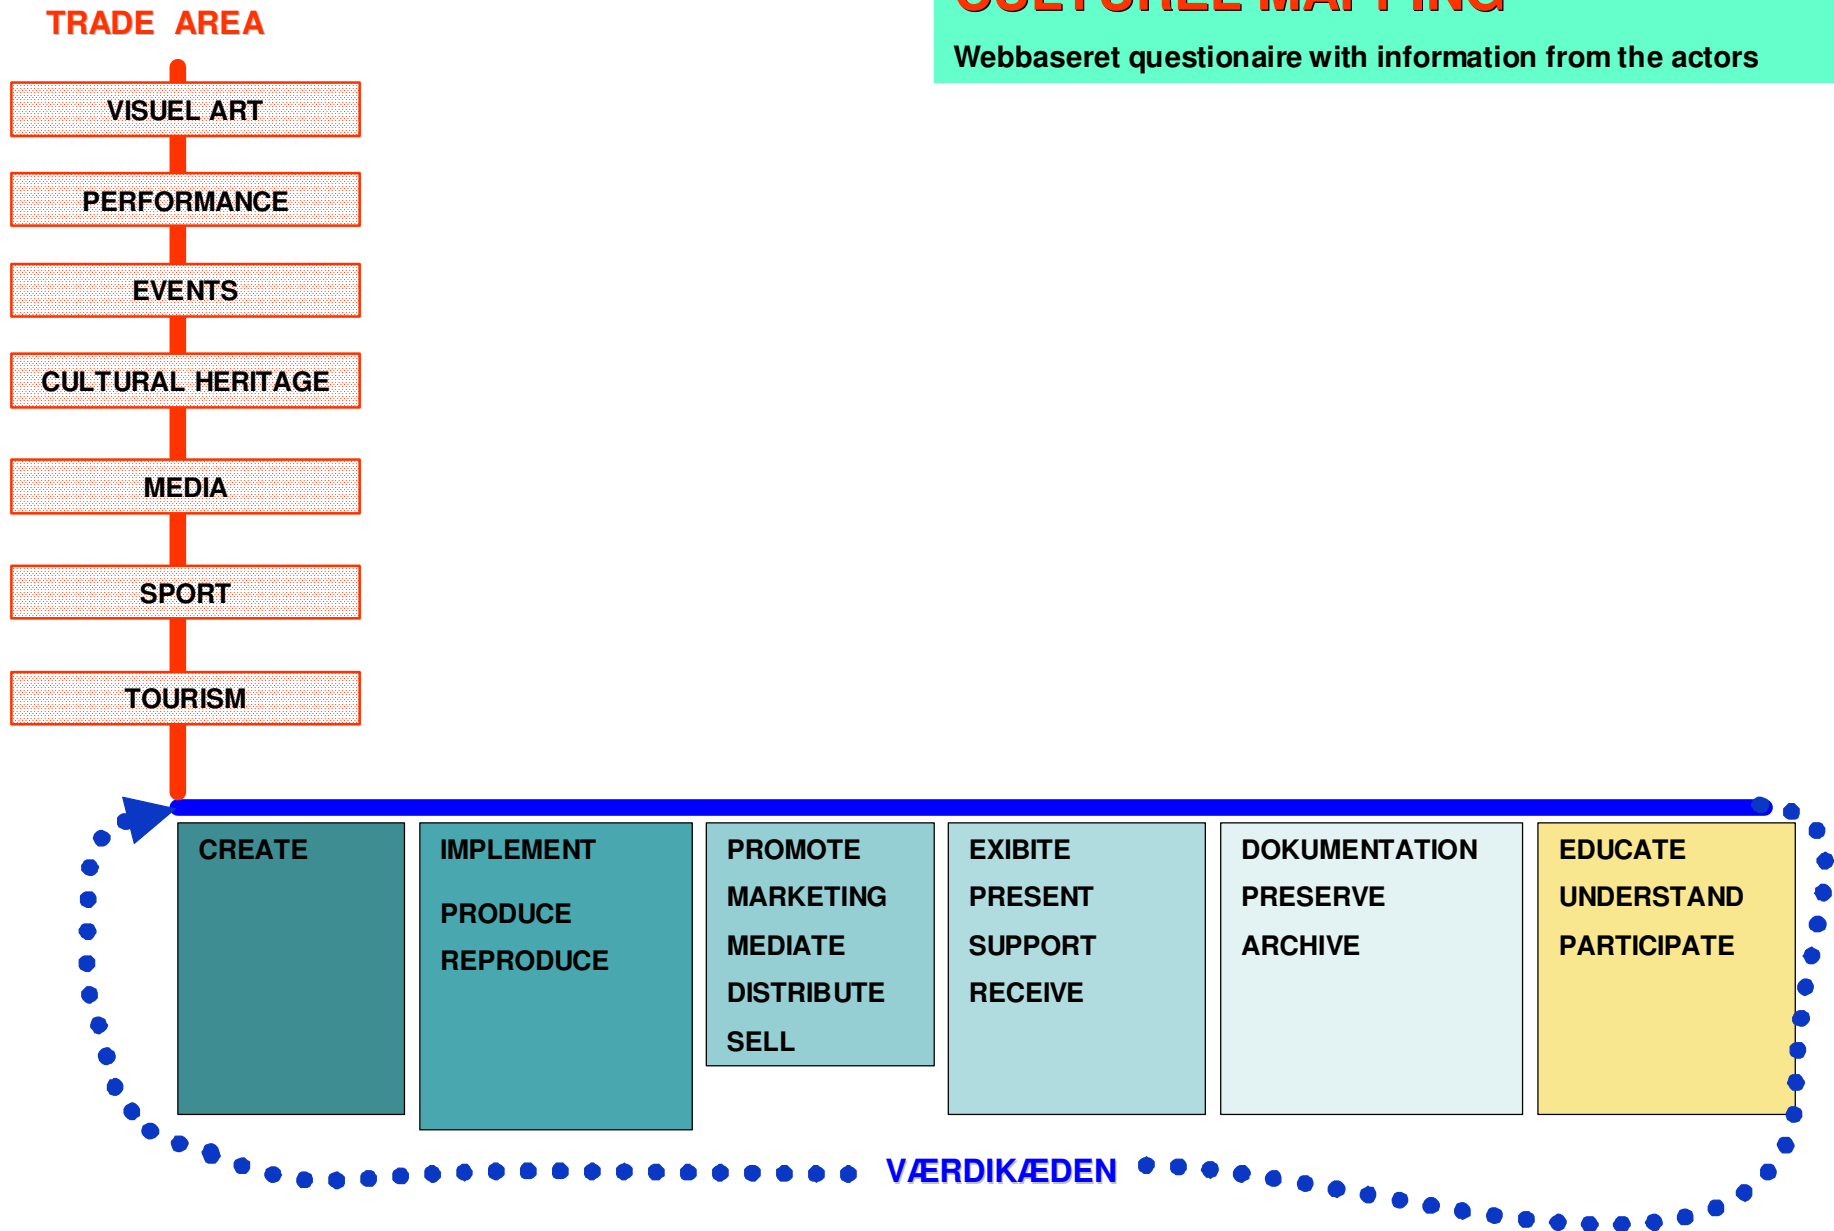 TRADE AREA
CULTUREL MAPPING
Webbaseret questionaire with information from the actors
VISUEL ART
PERFORMANCE
EVENTS
CULTURAL HERITAGE
MEDIA
SPORT
TOURISM
CREATE
IMPLEMENT
PRODUCE
REPRODUCE
PROMOTE
MARKETING
MEDIATE
DISTRIBUTE
SELL
EXIBITE
PRESENT
SUPPORT
RECEIVE
DOKUMENTATION
PRESERVE
ARCHIVE
EDUCATE
UNDERSTAND
PARTICIPATE
VÆRDIKÆDEN